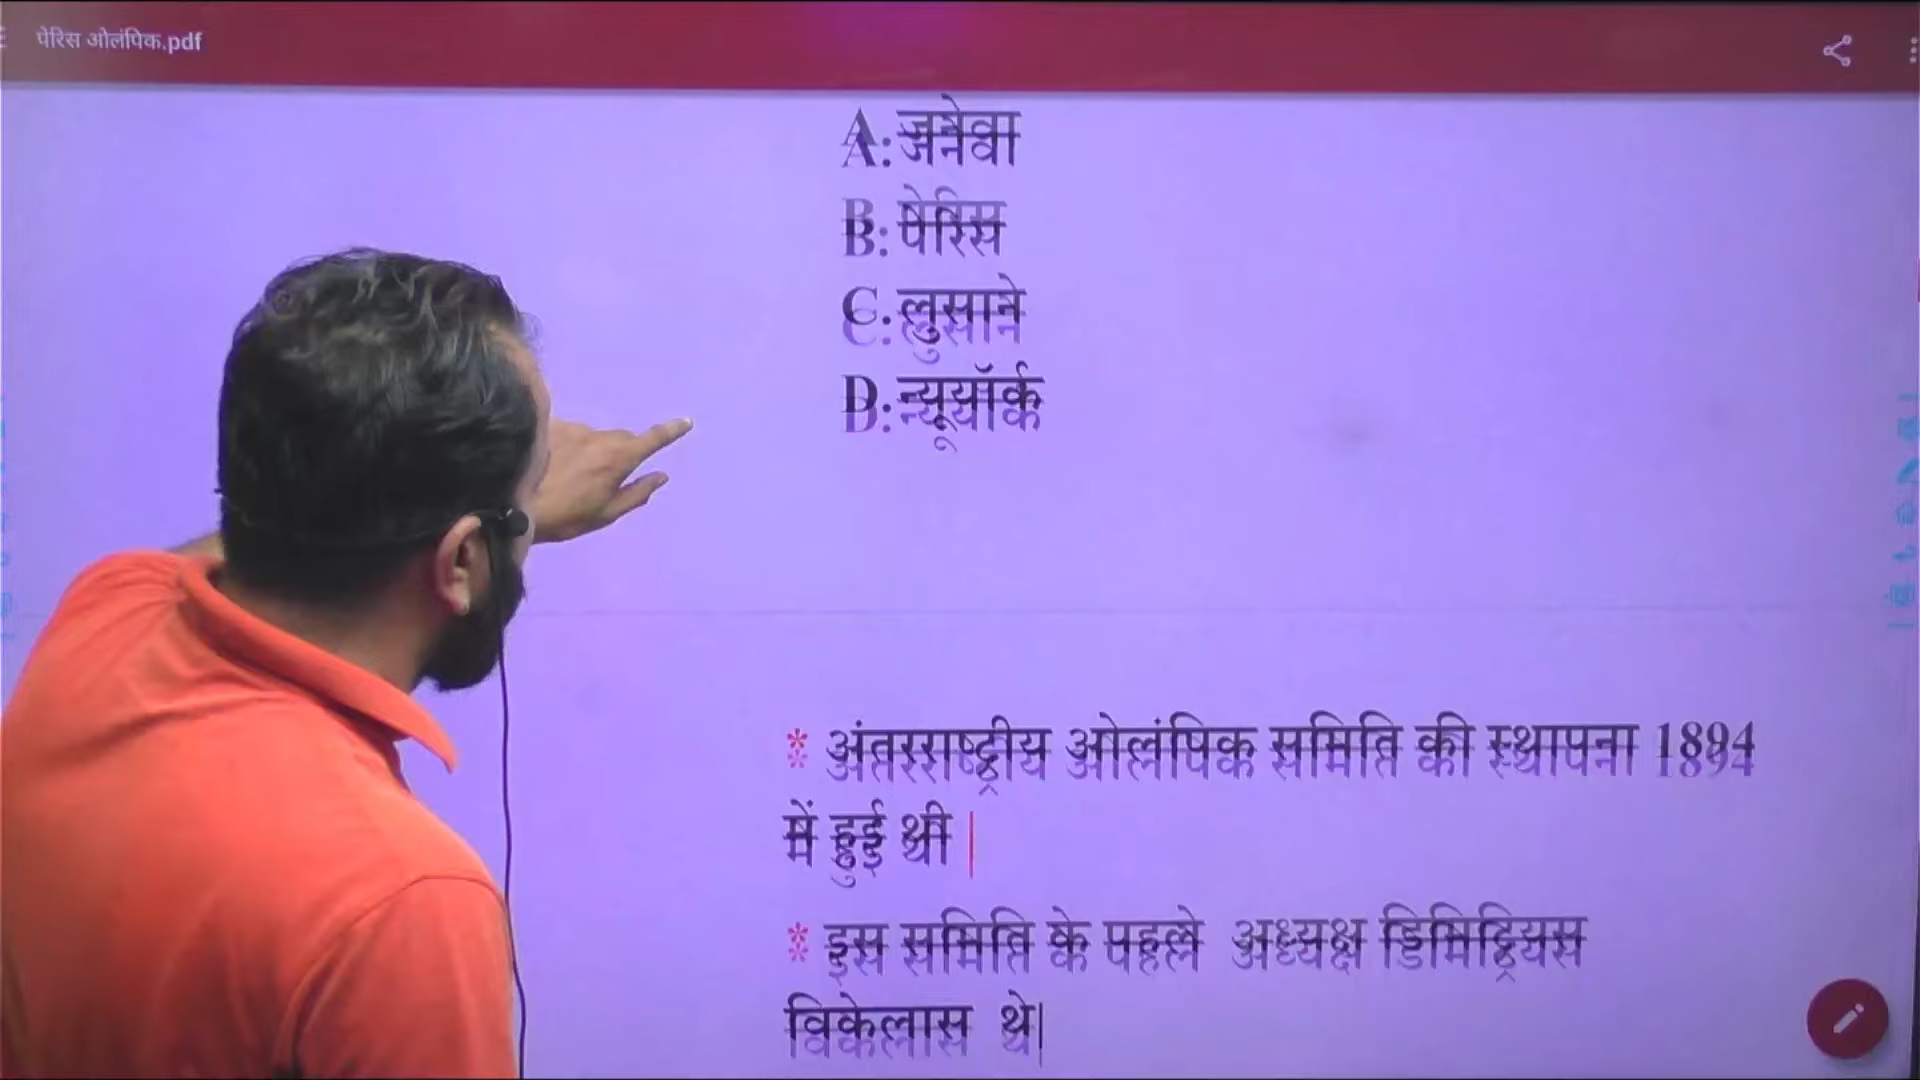 पेरिस ओलंपिक.pdf
A. जनेवा
B. पेरिस
C. लुसाने
D. न्यूयॉर्क
* अंतरराष्ट्रीय ओलंपिक समिति की स्थापना 1894
में हुई थी |
* इस समिति के पहले अध्यक्ष डिमिट्रियस
विकेलास थे|